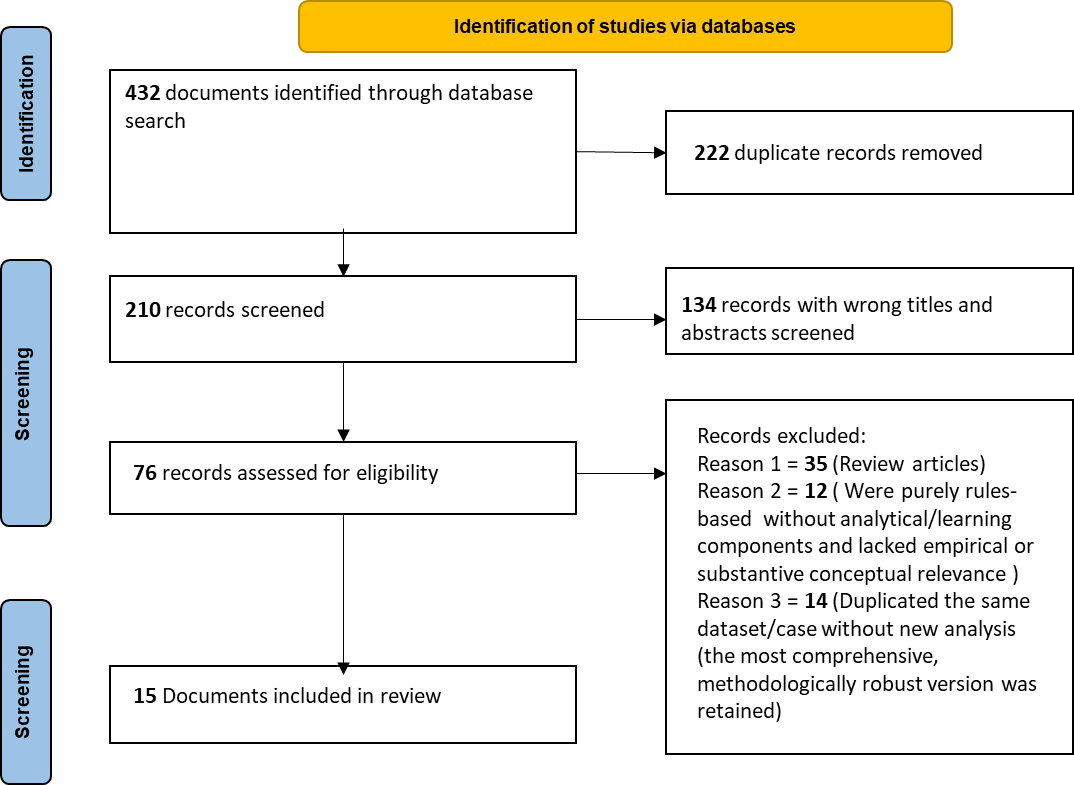 Identification of studies via databases
Identification
432 documents identified through database
search
222 duplicate records removed
Screening
210 records screened
134 records with wrong titles and
abstracts screened
76 records assessed for eligibility
Records excluded:
Reason 1 = 35 (Review articles)
Reason 2 = 12 ( Were purely rules-
based without analytical/learning
components and lacked empirical or
substantive conceptual relevance )
Reason 3 = 14 (Duplicated the same
dataset/case without new analysis
(the most comprehensive,
methodologically robust version was
retained)
Screening
15 Documents included in review